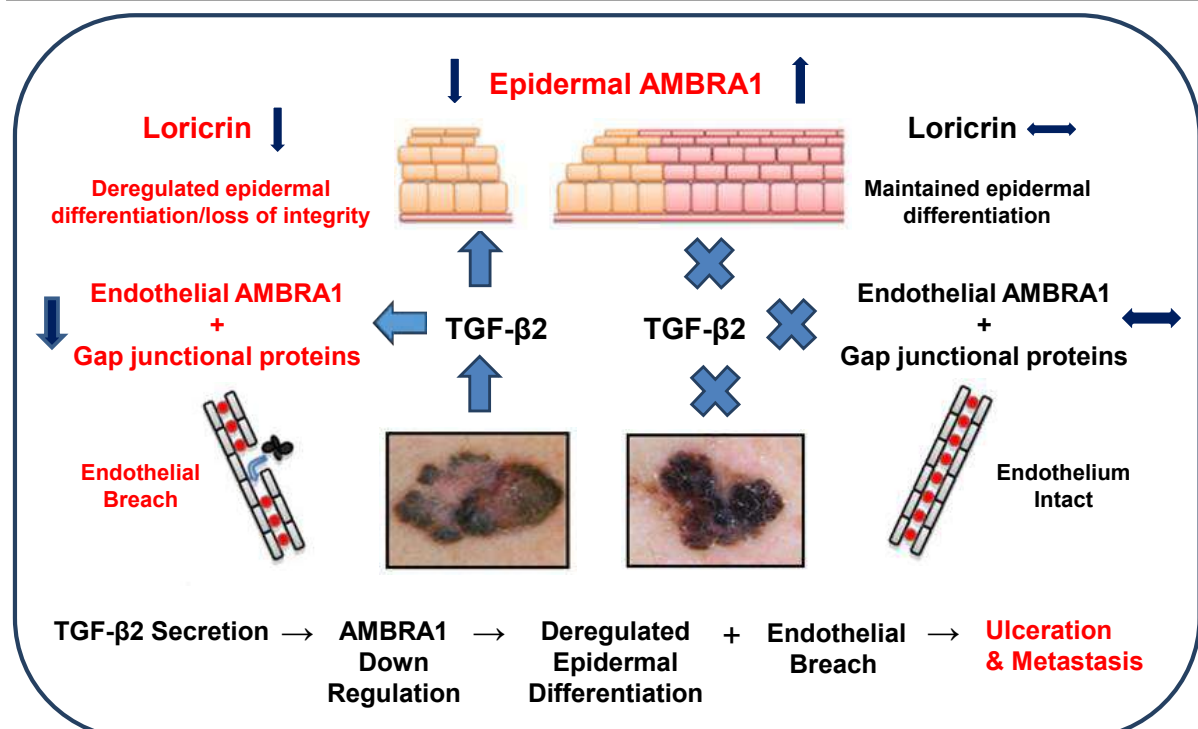 Epidermal AMBRA1
Loricrin
Deregulated epidermal
differentiation/loss of integrity
Loricrin
Maintained epidermal
differentiation
Endothelial AMBRA1
+
Gap junctional proteins
TGF-β2
TGF-β2
Endothelial AMBRA1
+
Gap junctional proteins
Endothelial
Breach
Endothelium
Intact
TGF-β2 Secretion → AMBRA1 → Deregulated + Endothelial → Ulceration
Down Epidermal Breach & Metastasis
Regulation Differentiation